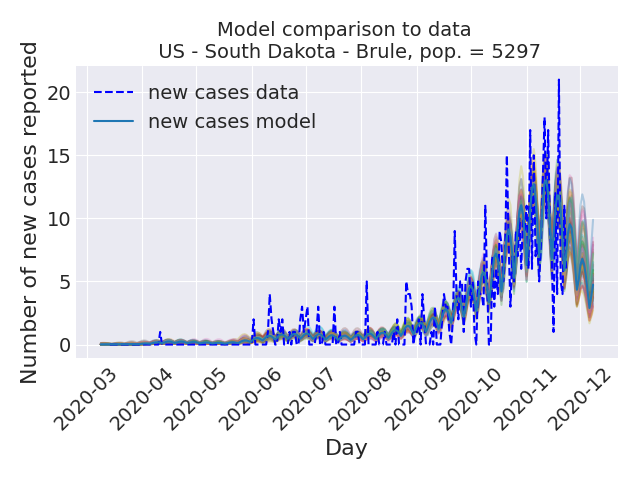 Model comparison to data
US - South Dakota - Brule, pop. = 5297
Number of new cases reported
20
15
10
5
0
new cases data
new cases model
2020-03
2020-04
2020-05
2020-06
2020-07
2020-08
2020-09
2020-10
2020-11
2020-12
Day